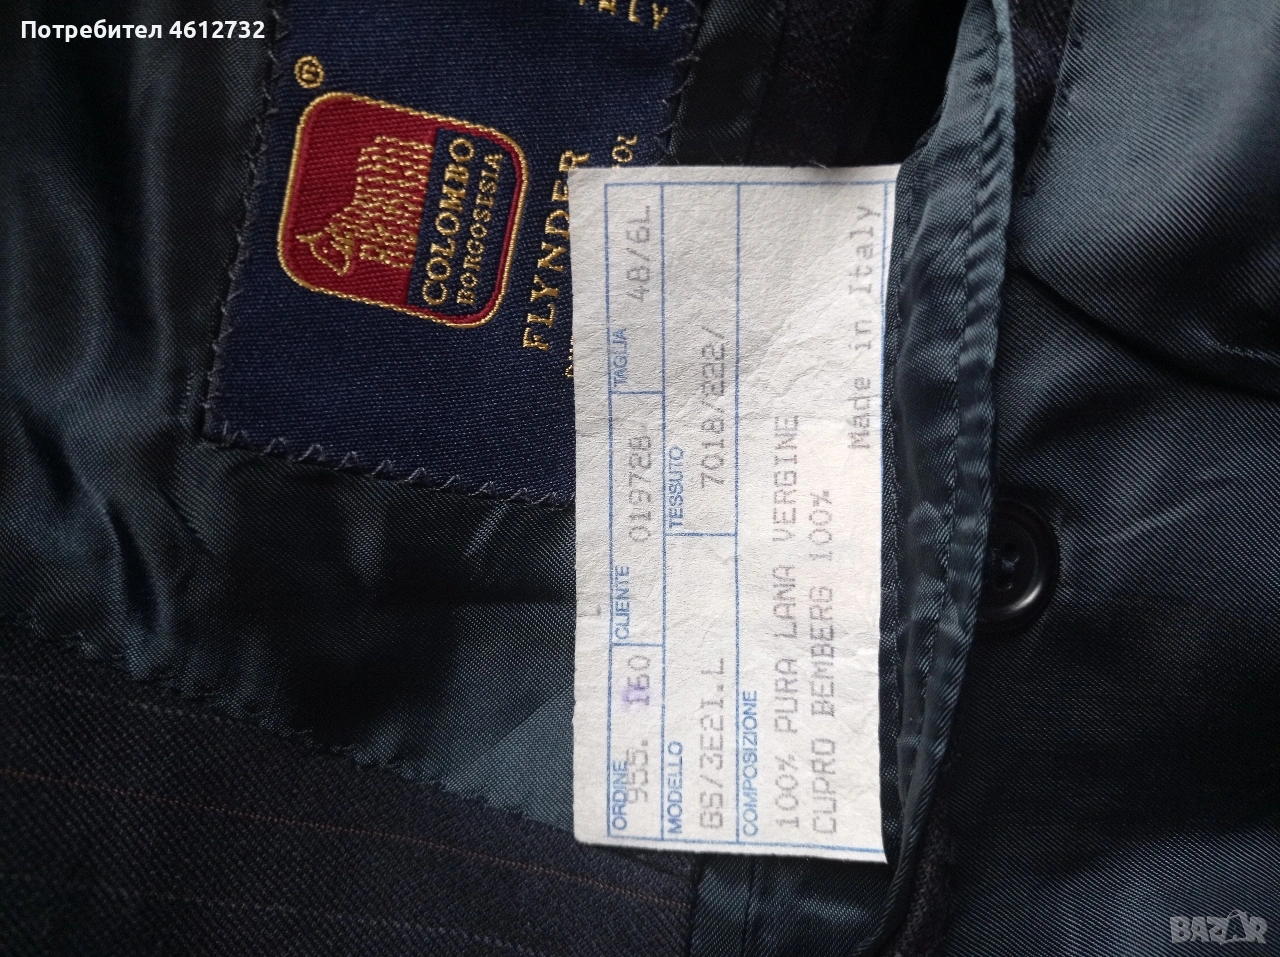 Потребител 4612732
®
COLOMBO
BORGOSESIA
FLYNDER
ORDINE
955. 160
CLIENTE
019728
TAGLIA
48/6L
MODELLO
GS/3E21.L
TESSUTO
7018/222/
COMPOSIZIONE
100% PURA LANA VERGINE
CUPRO BEMBERG 100%
Made in Italy
BAZAR